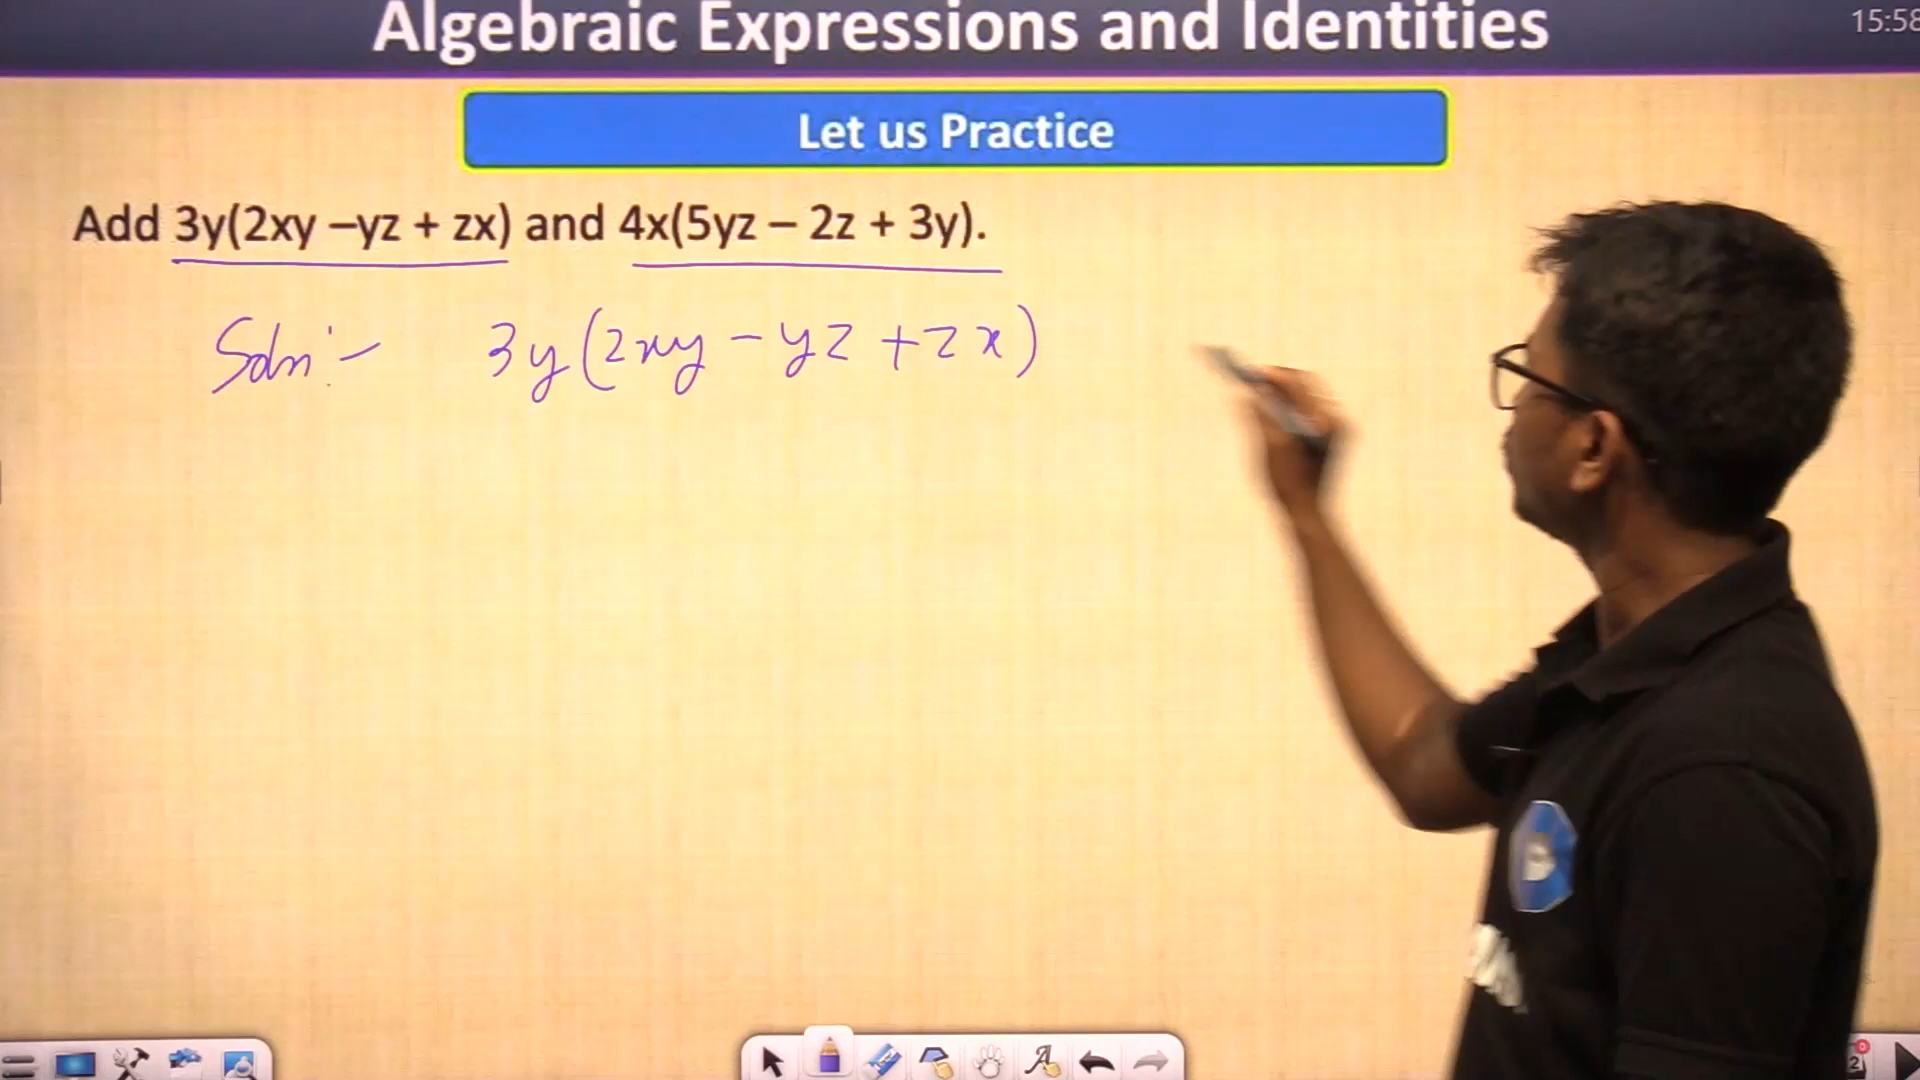 Algebraic Expressions and Identities
15:58
Let us Practice
Add 3y(2xy –yz + zx) and 4x(5yz – 2z + 3y).
Soln:- 3y(2xy - yz + zx)